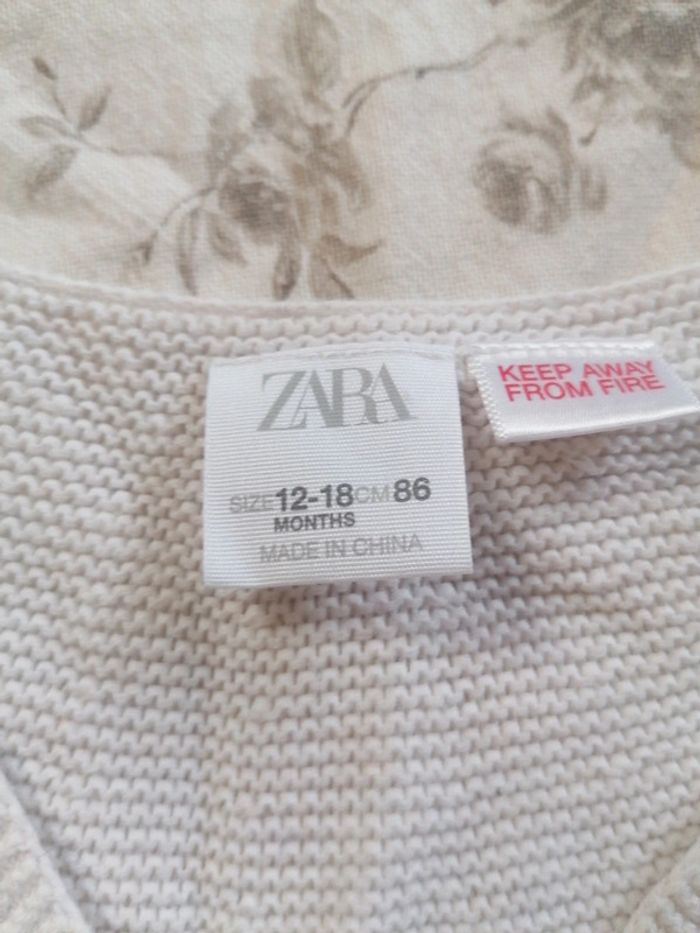 ZARA
SIZE 12-18 CM 86
MONTHS
MADE IN CHINA
KEEP AWAY
FROM FIRE